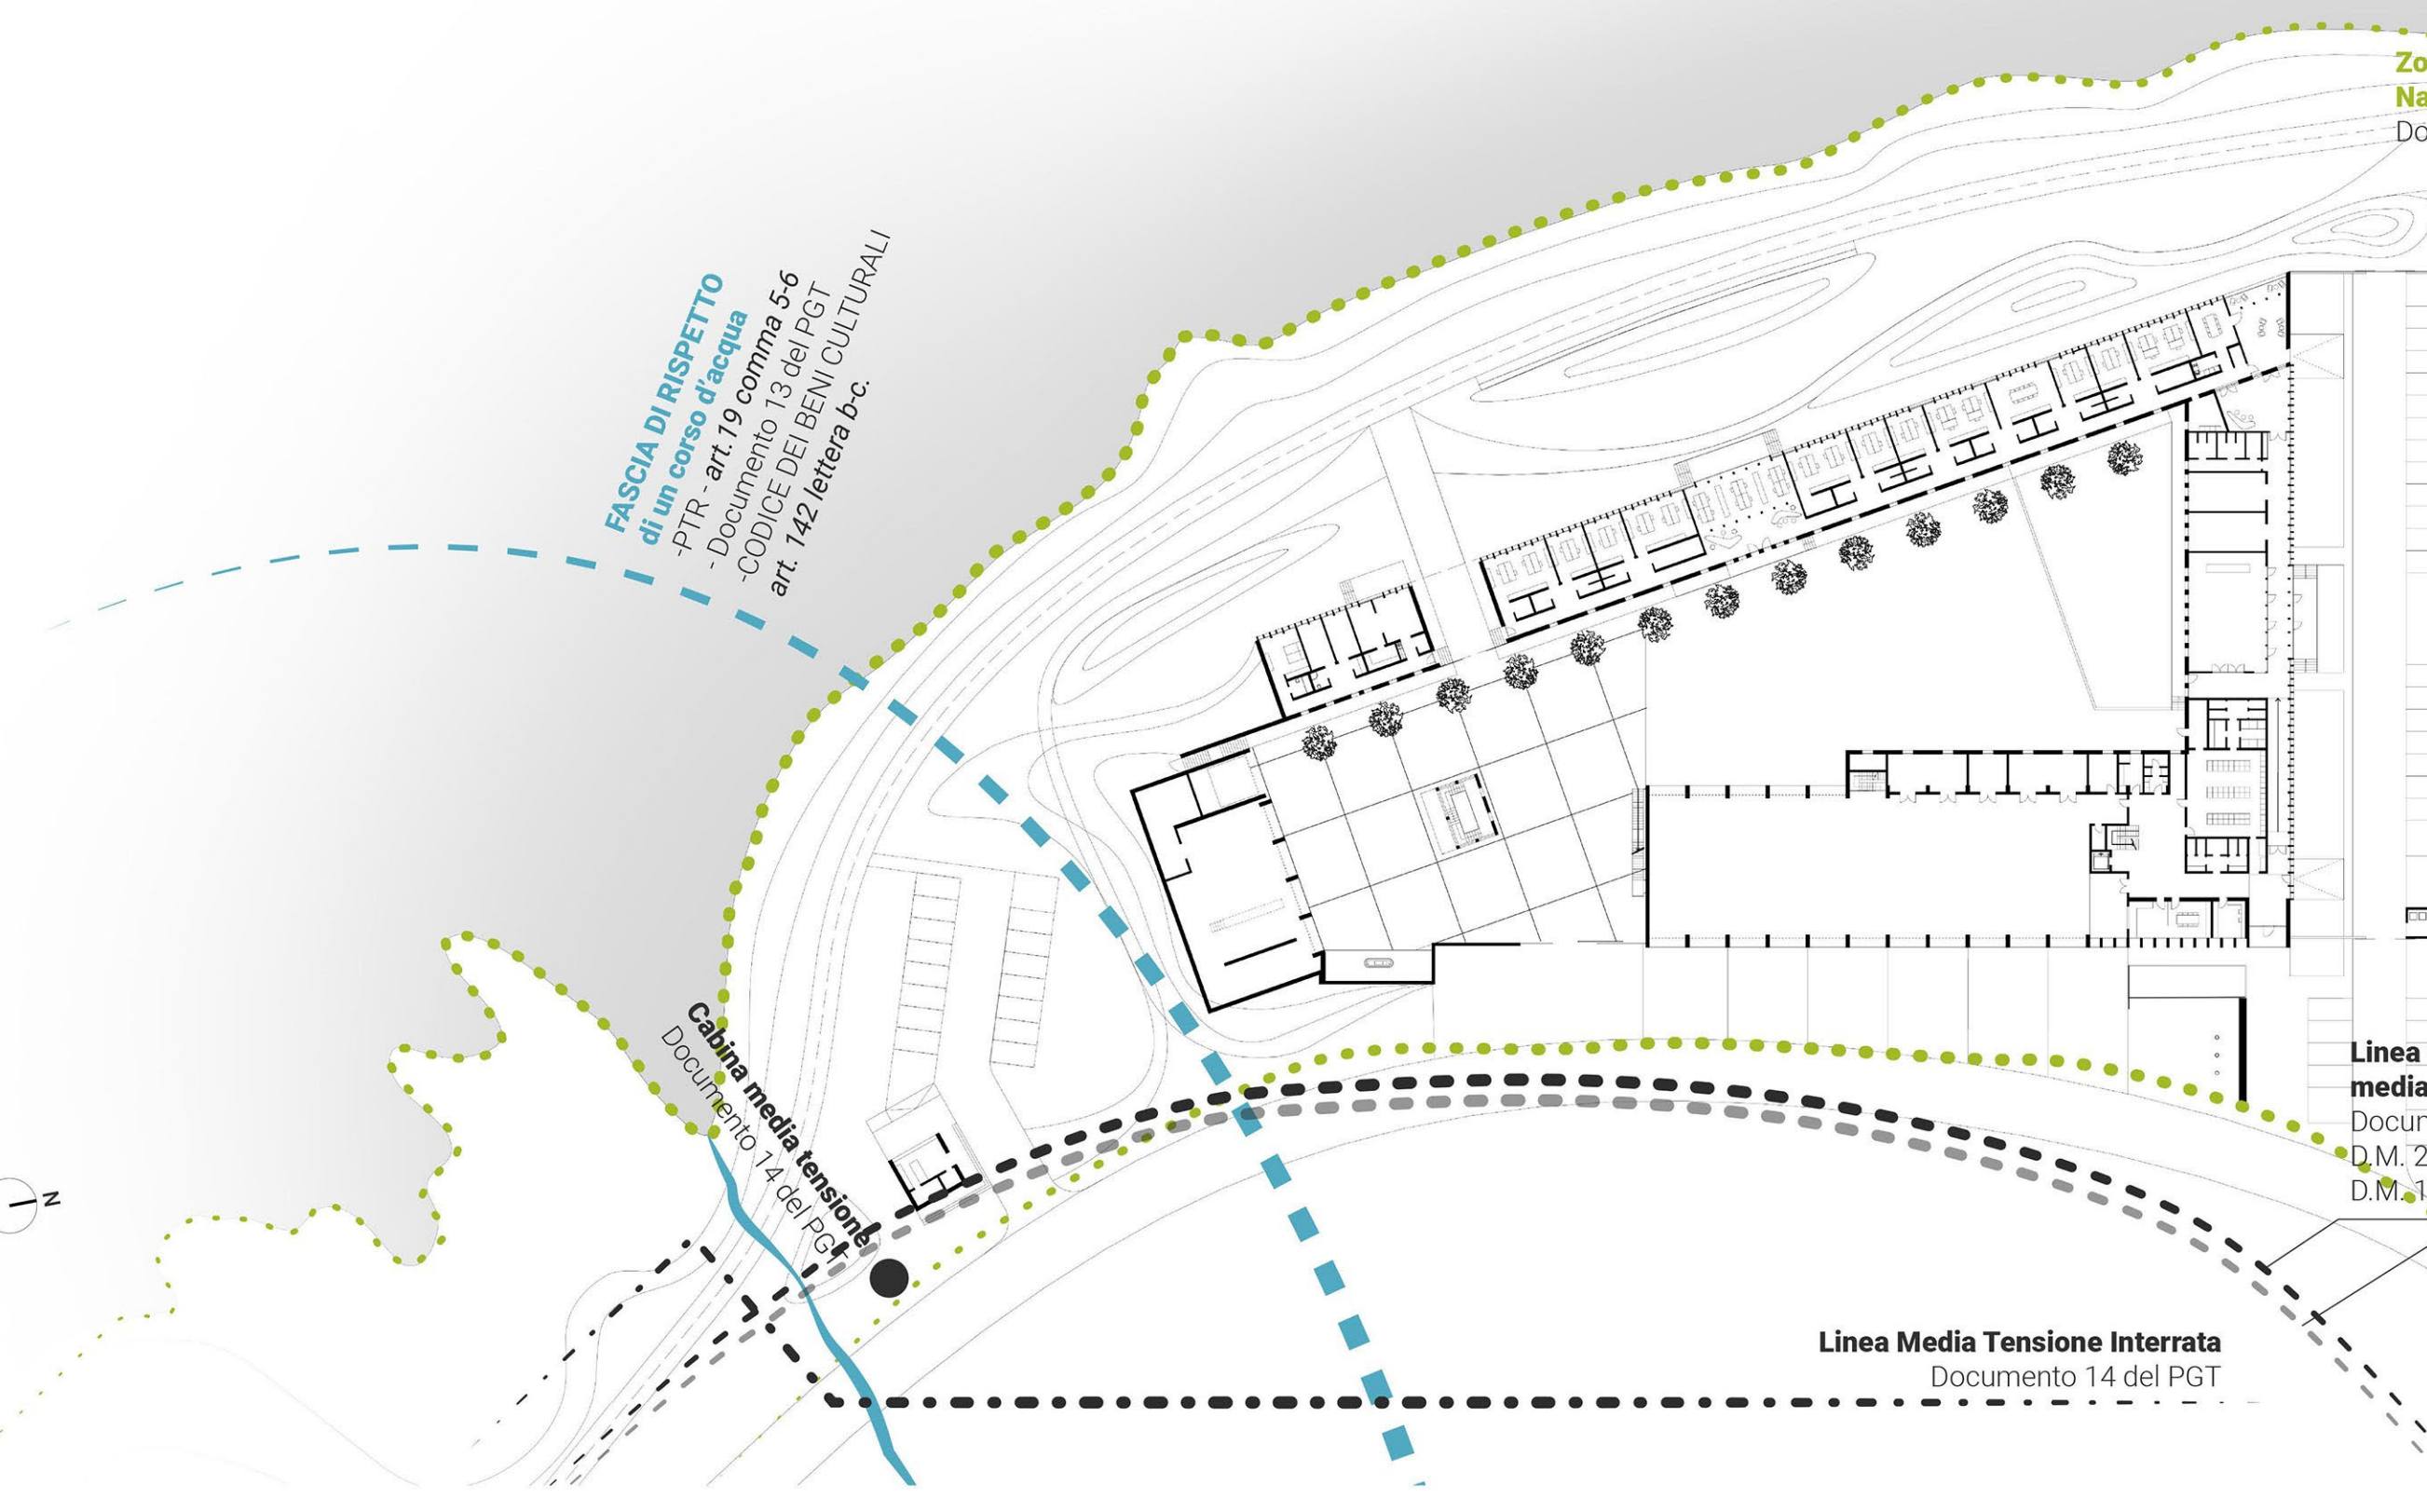 FASCIA DI RISPETTO
di un corso d'acqua
-PTR - art.19 comma 5-6
- Documento 13 del PGT
-CODICE DEI BENI CULTURALI
art. 142 lettera b-c.
Zo
Na
Do
Cabina media tensione
Documento 14 del PGT
N
Linea
media
Docur
D.M. 2
D.M. 1
Linea Media Tensione Interrata
Documento 14 del PGT